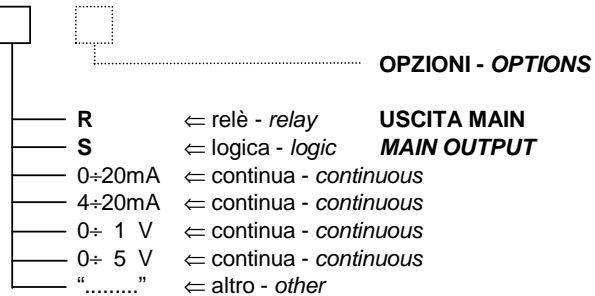 OPZIONI - OPTIONS
R ⇐ relè - relay USCITA MAIN
S ⇐ logica - logic MAIN OUTPUT
0÷20mA ⇐ continua - continuous
4÷20mA ⇐ continua - continuous
0÷ 1 V ⇐ continua - continuous
0÷ 5 V ⇐ continua - continuous
“.........” ⇐ altro - other